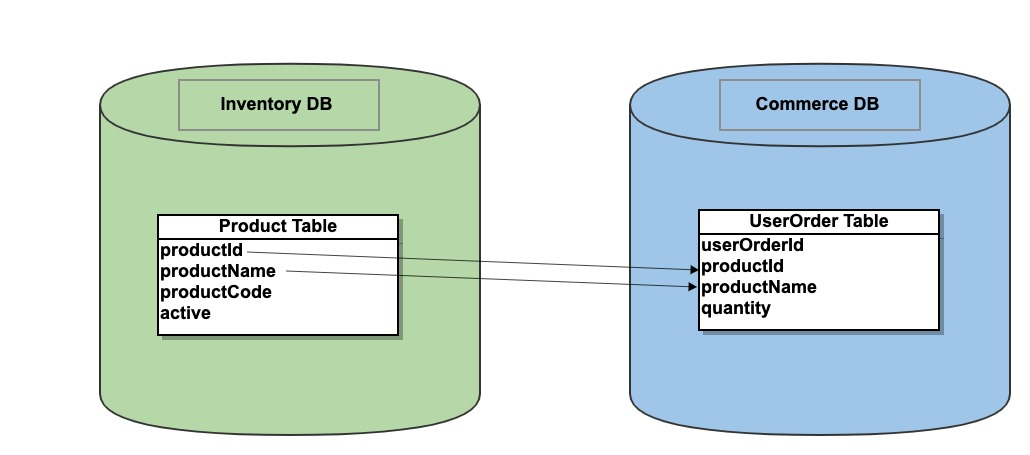 Inventory DB
Product Table
productId
productName
productCode
active
Commerce DB
UserOrder Table
userOrderId
productId
productName
quantity